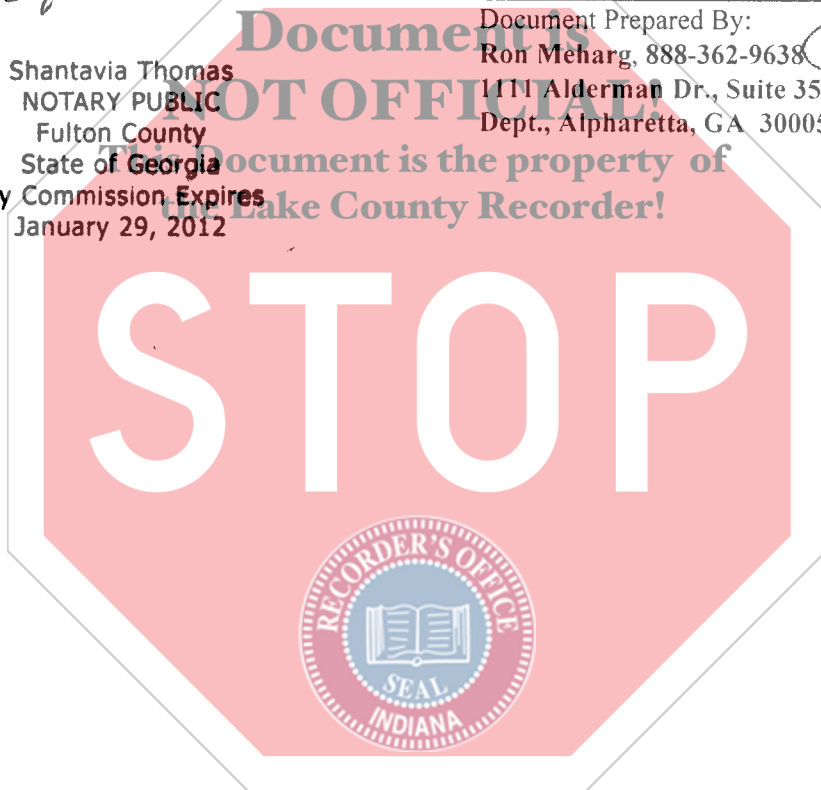 Document is
NOT OFFICIAL!
This Document is the property of
the Lake County Recorder!
Shantavia Thomas
NOTARY PUBLIC
Fulton County
State of Georgia
y Commission Expires
January 29, 2012
Document Prepared By:
Ron Meharg, 888-362-9638
1111 Alderman Dr., Suite 35
Dept., Alpharetta, GA 30005
STOP
RECORDER'S OFFICE
SEAL
INDIANA